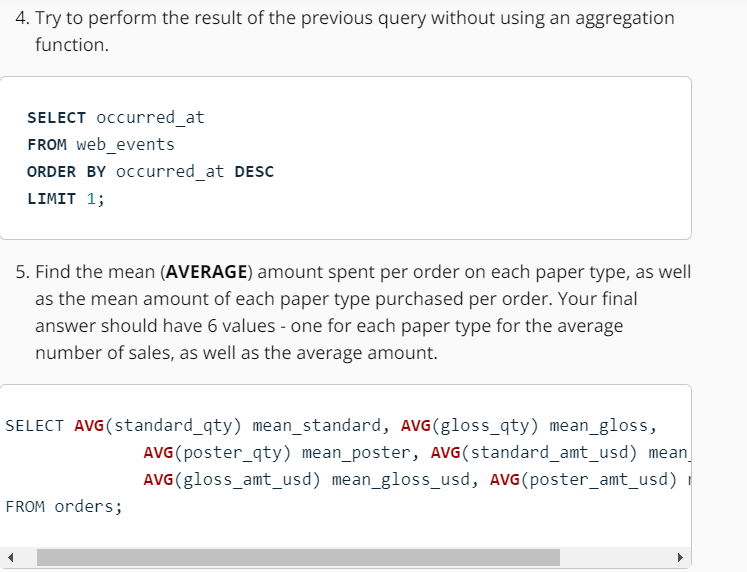 4. Try to perform the result of the previous query without using an aggregation
function.
SELECT occurred_at
FROM web_events
ORDER BY occurred_at DESC
LIMIT 1;
5. Find the mean (AVERAGE) amount spent per order on each paper type, as well
as the mean amount of each paper type purchased per order. Your final
answer should have 6 values - one for each paper type for the average
number of sales, as well as the average amount.
SELECT AVG(standard_qty) mean_standard, AVG(gloss_qty) mean_gloss,
AVG(poster_qty) mean_poster, AVG(standard_amt_usd) mean_
AVG(gloss_amt_usd) mean_gloss_usd, AVG(poster_amt_usd)
FROM orders;